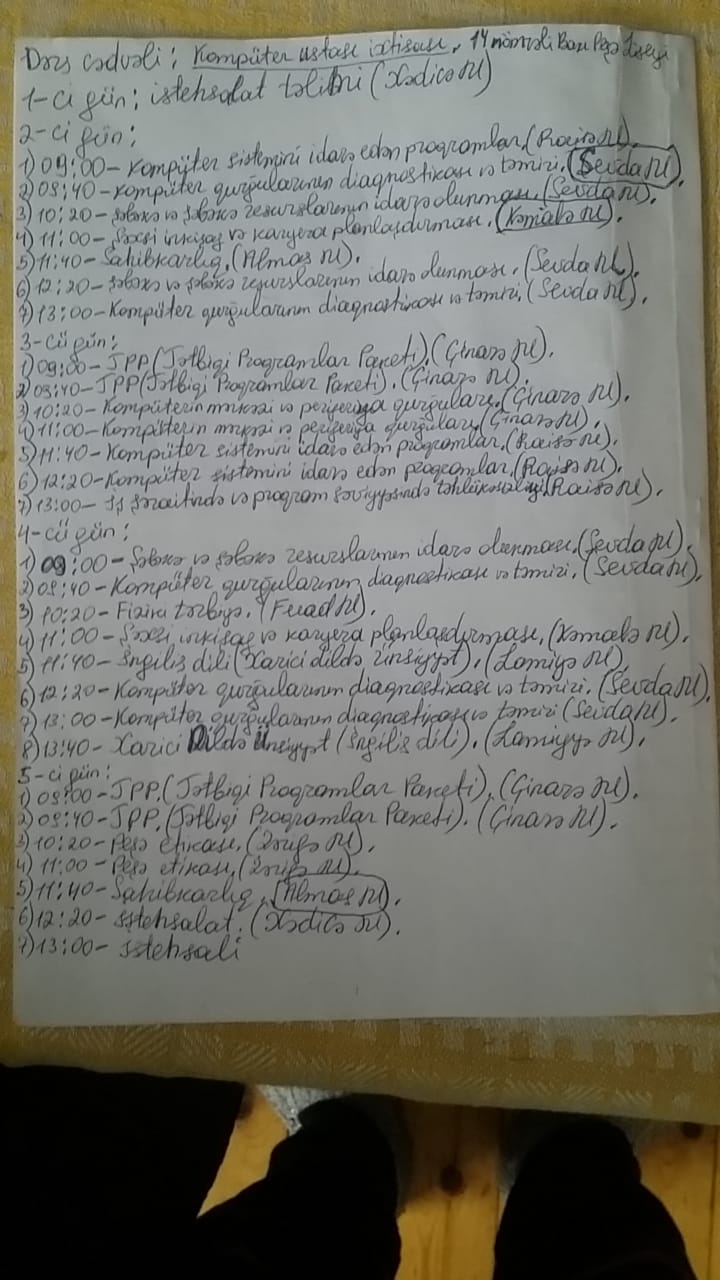 Dərs cədvəli: Kompüter ustası ixtisası, 14 nömrəli Bakı Peşə Liseyi
1-ci gün: istehsalat təlimi (Xədicə M)
2-ci gün:
1) 09:00 - Kompüter sistemini idarə edən proqramlar, (Raisə M).
2) 09:40 - Kompüter qurğularının diaqnostikası və təmiri, (Sevda M).
3) 10:20 - Şəbəkə və şəbəkə resurslarının idarə olunması, (Sevda M).
4) 11:00 - Şəxsi inkişaf və karyera planlaşdırması, (Kəmalə M).
5) 11:40 - Sahibkarlıq, (Almas M).
6) 12:20 - Şəbəkə və şəbəkə resurslarının idarə olunması, (Sevda M).
7) 13:00 - Kompüter qurğularının diaqnostikası və təmiri, (Sevda M).
3-cü gün:
1) 09:00 - TPP (Tətbiqi Proqramlar Paketi), (Çinarə M).
2) 09:40 - TPP (Tətbiqi Proqramlar Paketi), (Çinarə M).
3) 10:20 - Kompüterin mərkəzi və periferiya qurğuları, (Çinarə M).
4) 11:00 - Kompüterin mərkəzi və periferiya qurğuları, (Çinarə M).
5) 11:40 - Kompüter sistemini idarə edən proqramlar, (Raisə M).
6) 12:20 - Kompüter sistemini idarə edən proqramlar, (Raisə M).
7) 13:00 - İş şəraitində və proqram səviyyəsində təhlükəsizliyi, (Raisə M).
4-cü gün:
1) 09:00 - Şəbəkə və şəbəkə resurslarının idarə olunması, (Sevda M).
2) 09:40 - Kompüter qurğularının diaqnostikası və təmiri, (Sevda M).
3) 10:20 - Fizika tərbiyə, (Fuad M).
4) 11:00 - Şəxsi inkişaf və karyera planlaşdırması, (Kəmalə M).
5) 11:40 - İngilis dili (Xarici dildə ünsiyyət), (Lamiyə M).
6) 12:20 - Kompüter qurğularının diaqnostikası və təmiri, (Sevda M).
7) 13:00 - Kompüter qurğularının diaqnostikası və təmiri (Sevda M).
8) 13:40 - Xarici Dildə Ünsiyyət (İngilis dili), (Lamiyyə M).
5-ci gün:
1) 09:00 - TPP, (Tətbiqi Proqramlar Paketi), (Çinarə M).
2) 09:40 - TPP, (Tətbiqi Proqramlar Paketi), (Çinarə M).
3) 10:20 - Peşə etikası, (M).
4) 11:00 - Peşə etikası, (M).
5) 11:40 - Sahibkarlıq, (Almas M).
6) 12:20 - İstehsalat, (Xədicə M).
7) 13:00 - İstehsali